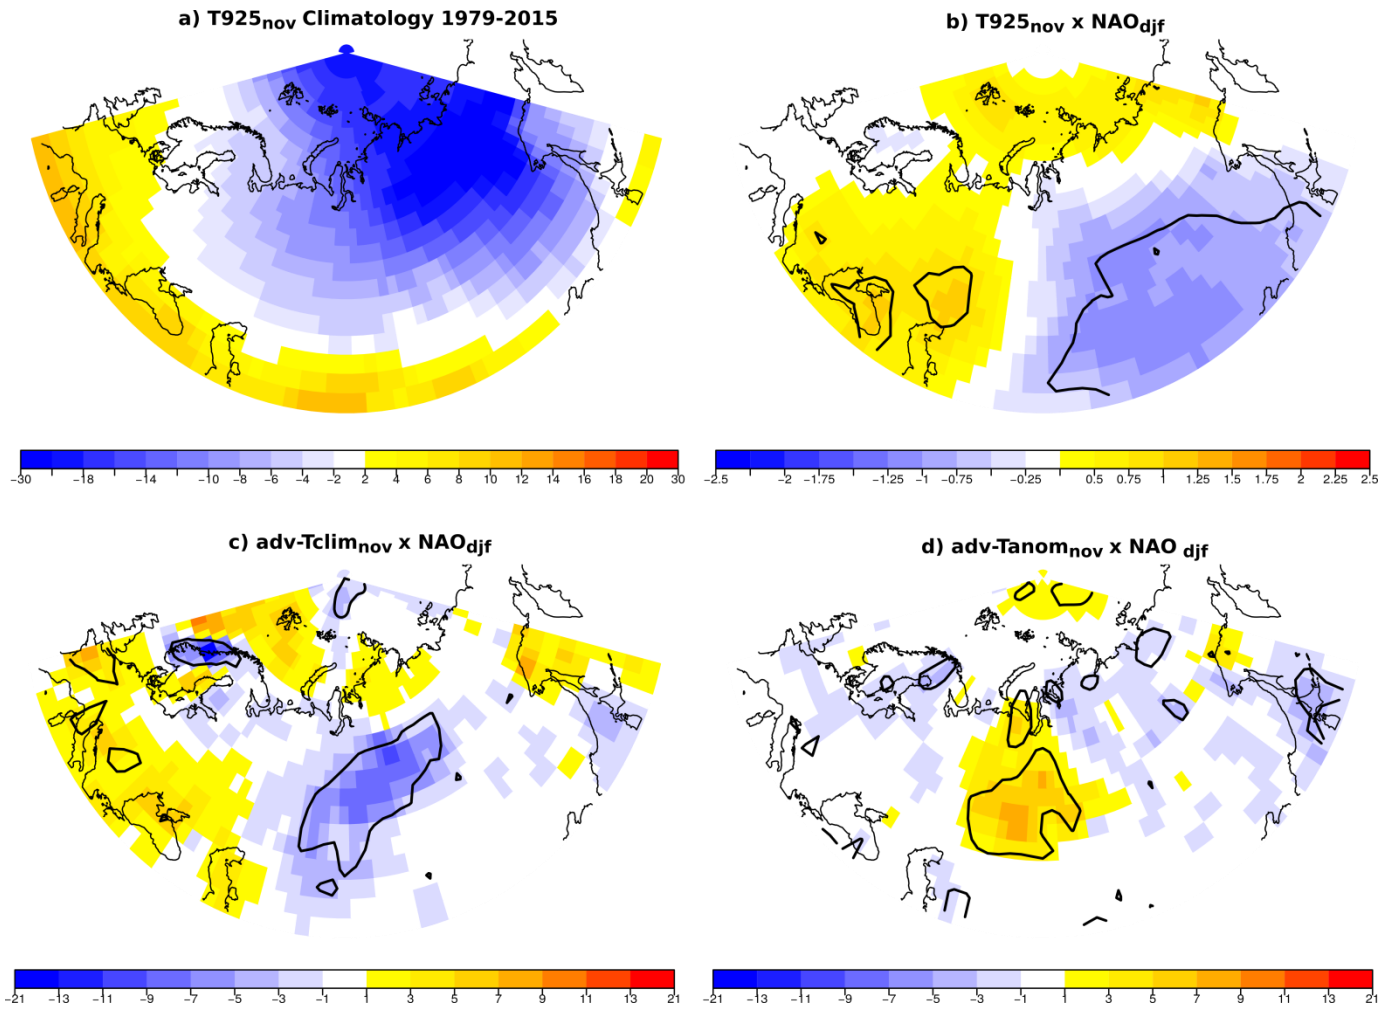 a) T925nov Climatology 1979-2015
b) T925nov x NAOdjf
−30 −18 −14 −12 −8 −6 −4 −2 2 4 6 8 10 12 14 16 18 20 30
−2.5 −2 −1.75 −1.25 −1 −0.75 −0.25 0.5 0.75 1 1.25 1.5 1.75 2 2.25 2.5
c) adv-Tclimnov x NAOdjf
d) adv-Tanomnov x NAO djf
−21 −13 −11 −9 −7 −5 −3 −1 1 3 5 7 9 11 13 21
−21 −13 −11 −9 −7 −5 −3 −1 1 3 5 7 9 11 13 21